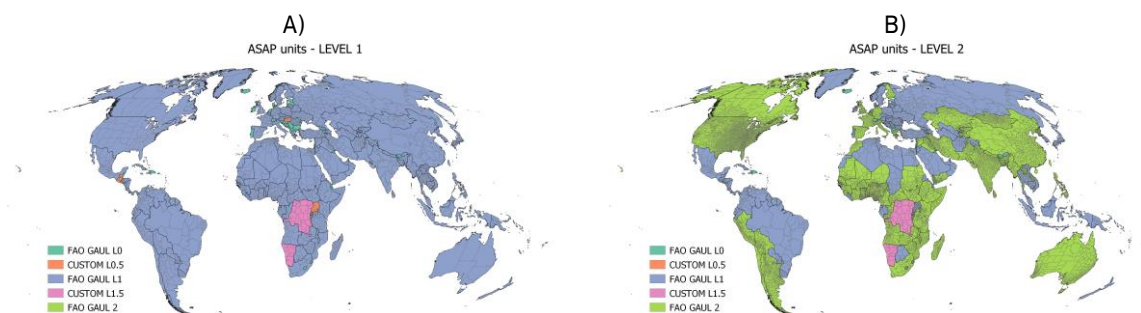 A)
ASAP units - LEVEL 1
FAO GAUL L0
CUSTOM L0.5
FAO GAUL L1
CUSTOM L1.5
FAO GAUL 2
B)
ASAP units - LEVEL 2
FAO GAUL L0
CUSTOM L0.5
FAO GAUL L1
CUSTOM L1.5
FAO GAUL 2